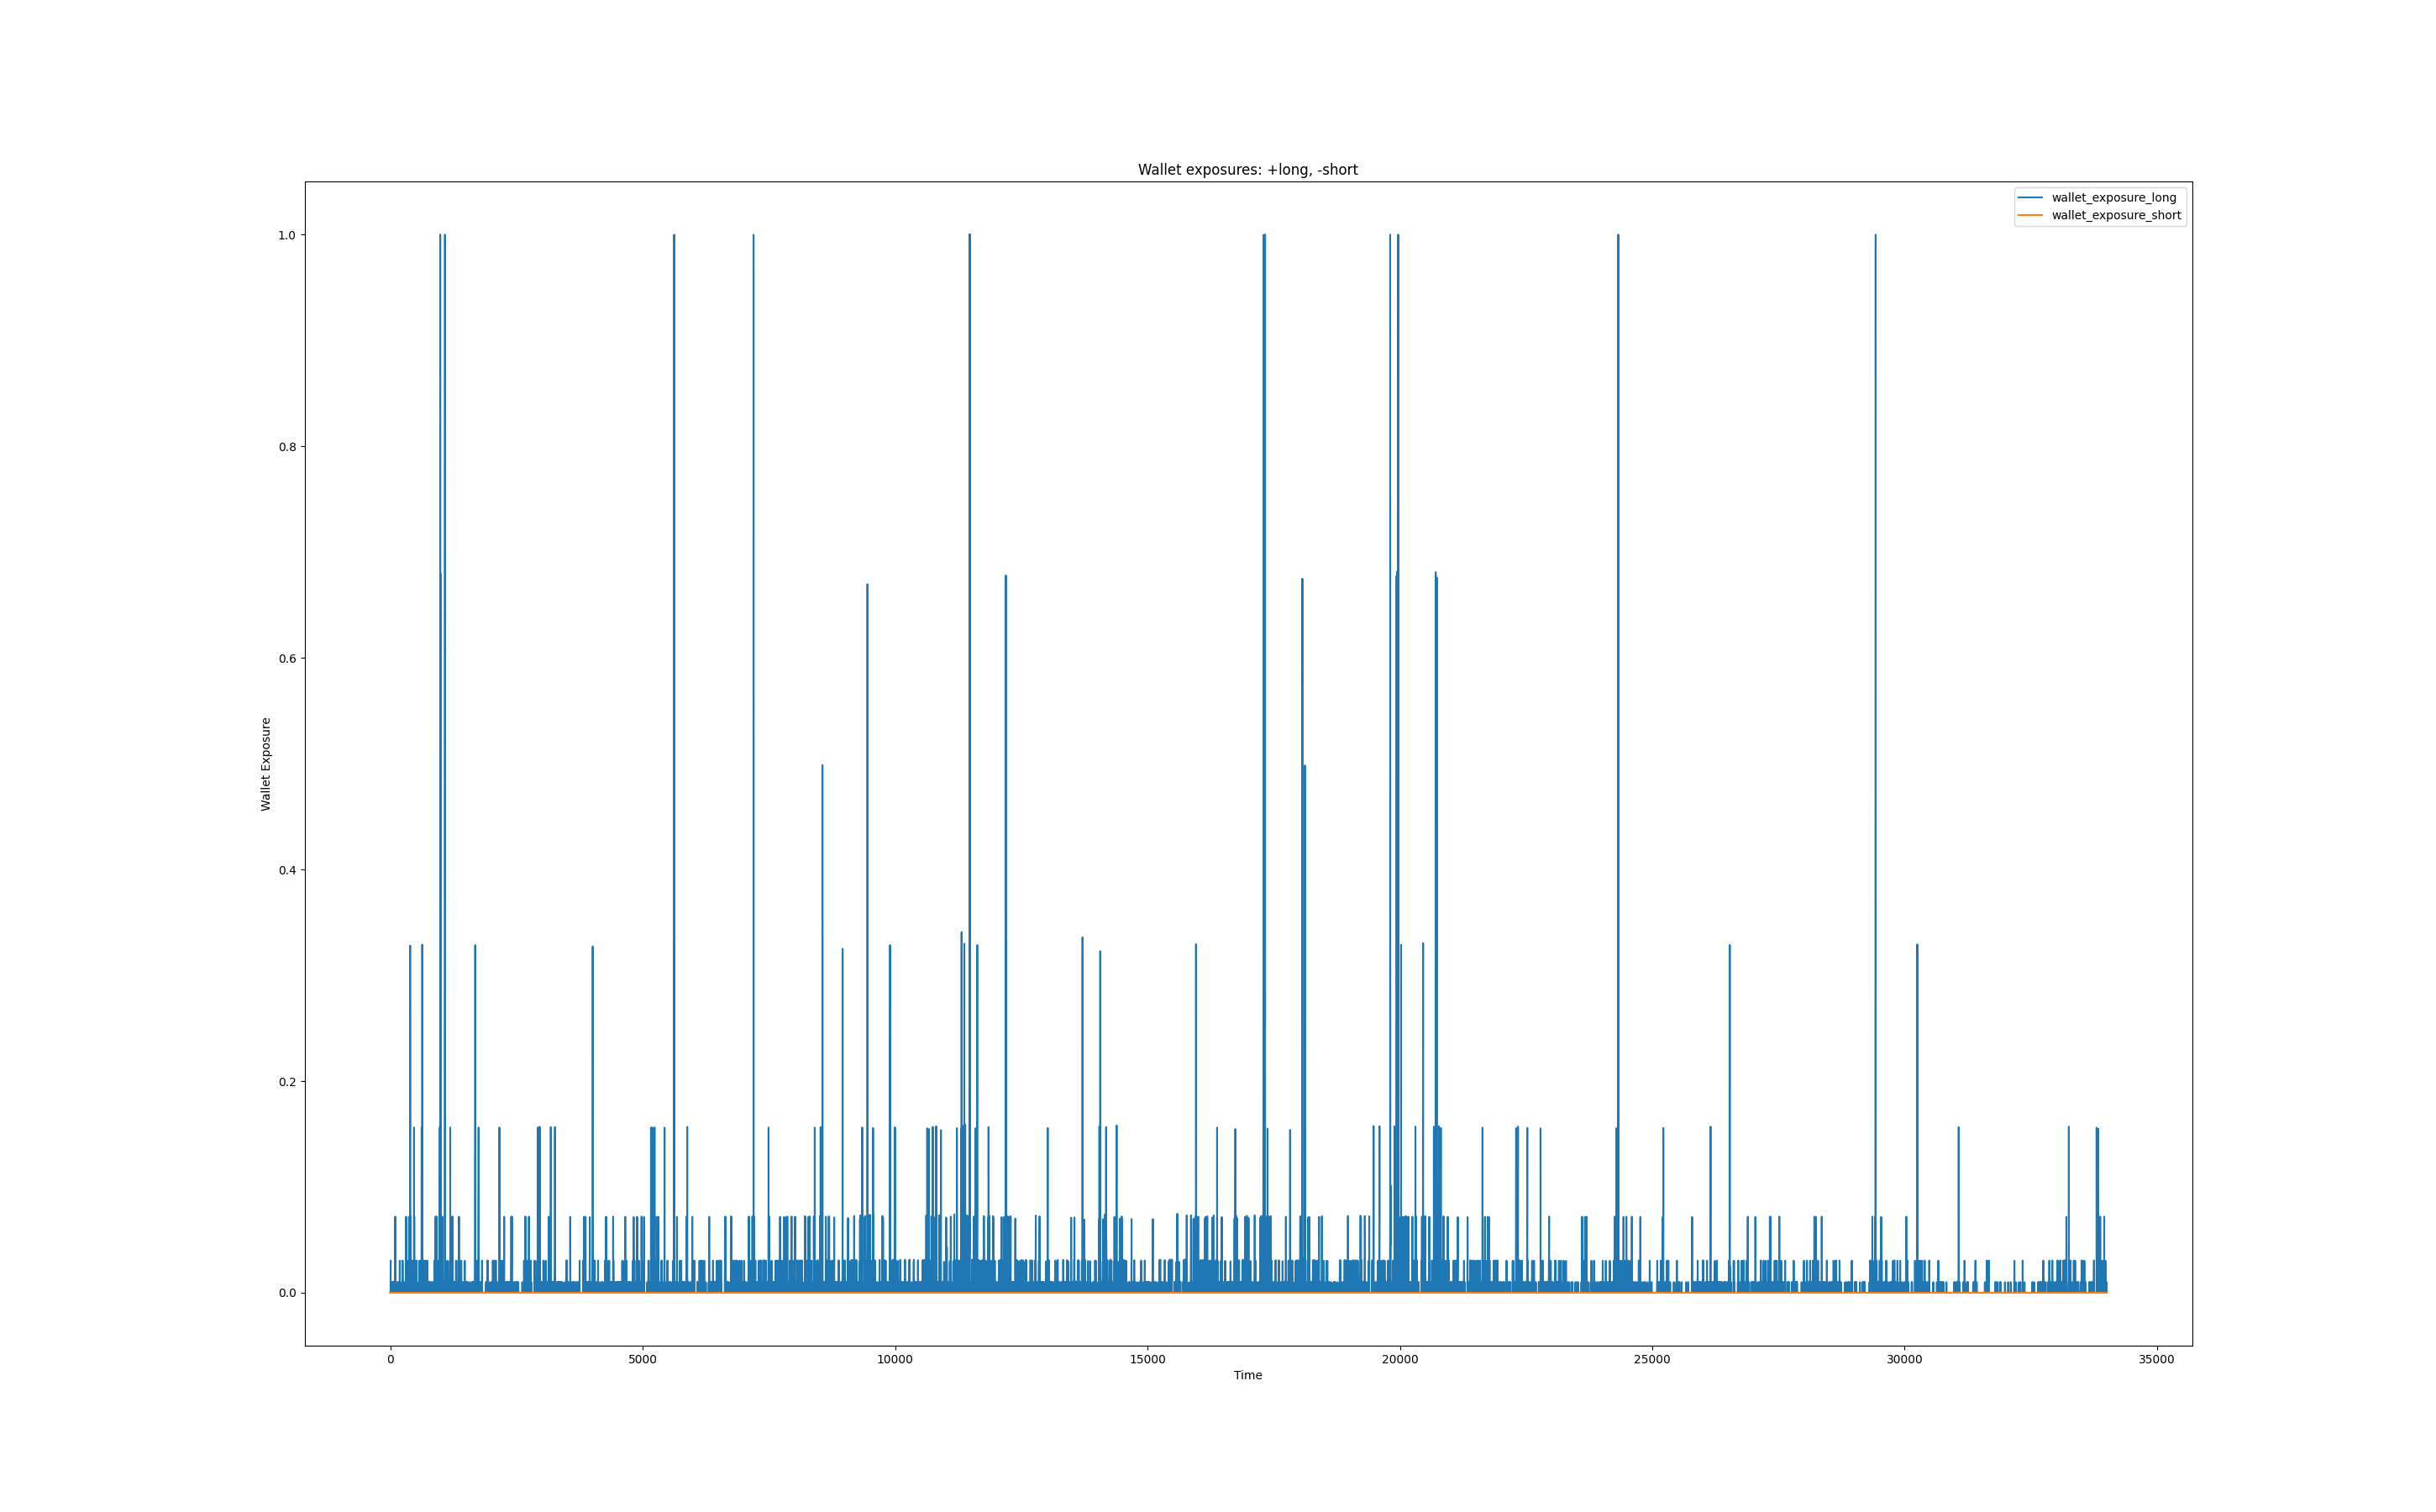 Wallet exposures: +long, -short
wallet_exposure_long
wallet_exposure_short
1.0
0.8
0.6
0.4
0.2
0.0
Wallet Exposure
0 5000 10000 15000 20000 25000 30000 35000
Time